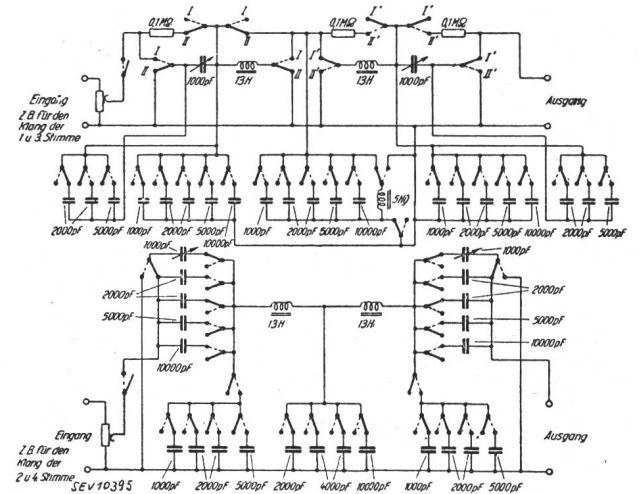 0,1MΩ
I
I
II
II
I'
I'
0,1MΩ
0,1MΩ
II'
II'
I
I
I'
I'
II
II
II'
II'
1000pF
13H
13H
1000pF
Eingang
Z.B. für den
Klang der
1 u 3. Stimme
Ausgang
2000pF
5000pF
1000pF
2000pF
5000pF
10000pF
1000pF
2000pF
5000pF
10000pF
5KΩ
1000pF
2000pF
5000pF
10000pF
2000pF
5000pF
1000pF
2000pF
5000pF
10000pF
13H
13H
1000pF
2000pF
5000pF
10000pF
Eingang
Z.B. für den
Klang der
2 u 4. Stimme
Ausgang
1000pF
2000pF
5000pF
2000pF
4000pF
10000pF
1000pF
2000pF
5000pF
SEV10395